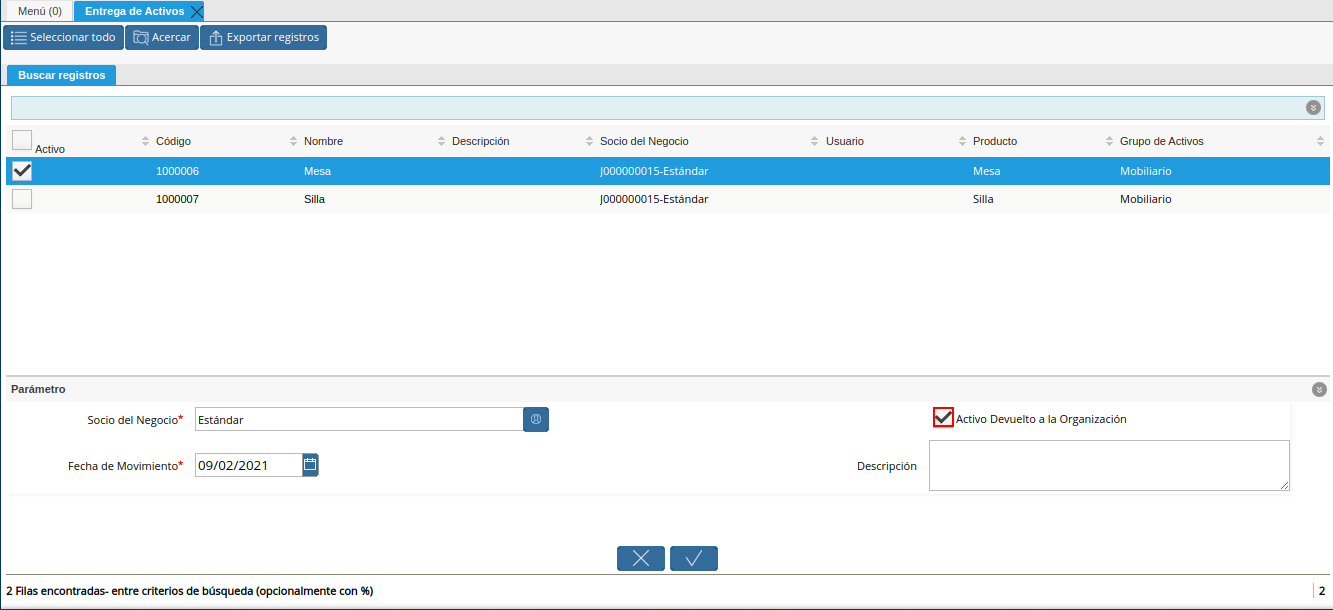 Menú (0) Entrega de Activos
Seleccionar todo Acercar Exportar registros
Buscar registros
Activo Código Nombre Descripción Socio del Negocio Usuario Producto Grupo de Activos
1000006 Mesa J000000015-Estándar Mesa Mobiliario
1000007 Silla J000000015-Estándar Silla Mobiliario
Parámetro
Socio del Negocio* Estándar Activo Devuelto a la Organización
Fecha de Movimiento* 09/02/2021 Descripción
2 Filas encontradas- entre criterios de búsqueda (opcionalmente con %) 2